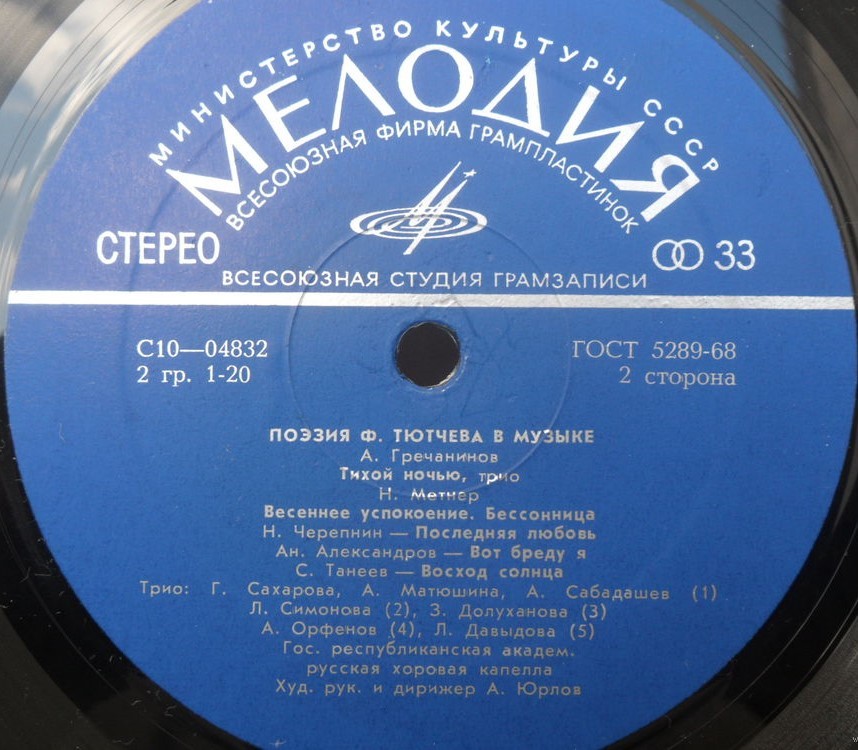 МИНИСТЕРСТВО КУЛЬТУРЫ СССР
МЕЛОДИЯ
ВСЕСОЮЗНАЯ ФИРМА ГРАМПЛАСТИНОК
СТЕРЕО
33
ВСЕСОЮЗНАЯ СТУДИЯ ГРАМЗАПИСИ
С10—04832
ГОСТ 5289-68
2 гр. 1-20
2 сторона
ПОЭЗИЯ Ф. ТЮТЧЕВА В МУЗЫКЕ
А. Гречанинов
Тихой ночью, трио
Н. Метнер
Весеннее успокоение. Бессонница
Н. Черепнин — Последняя любовь
Ан. Александров — Вот бреду я
С. Танеев — Восход солнца
Трио: Г. Сахарова, А. Матюшина, А. Сабадашев (1)
Л. Симонова (2), З. Долуханова (3)
А. Орфенов (4), Л. Давыдова (5)
Гос. республиканская академ.
русская хоровая капелла
Худ. рук. и дирижер А. Юрлов